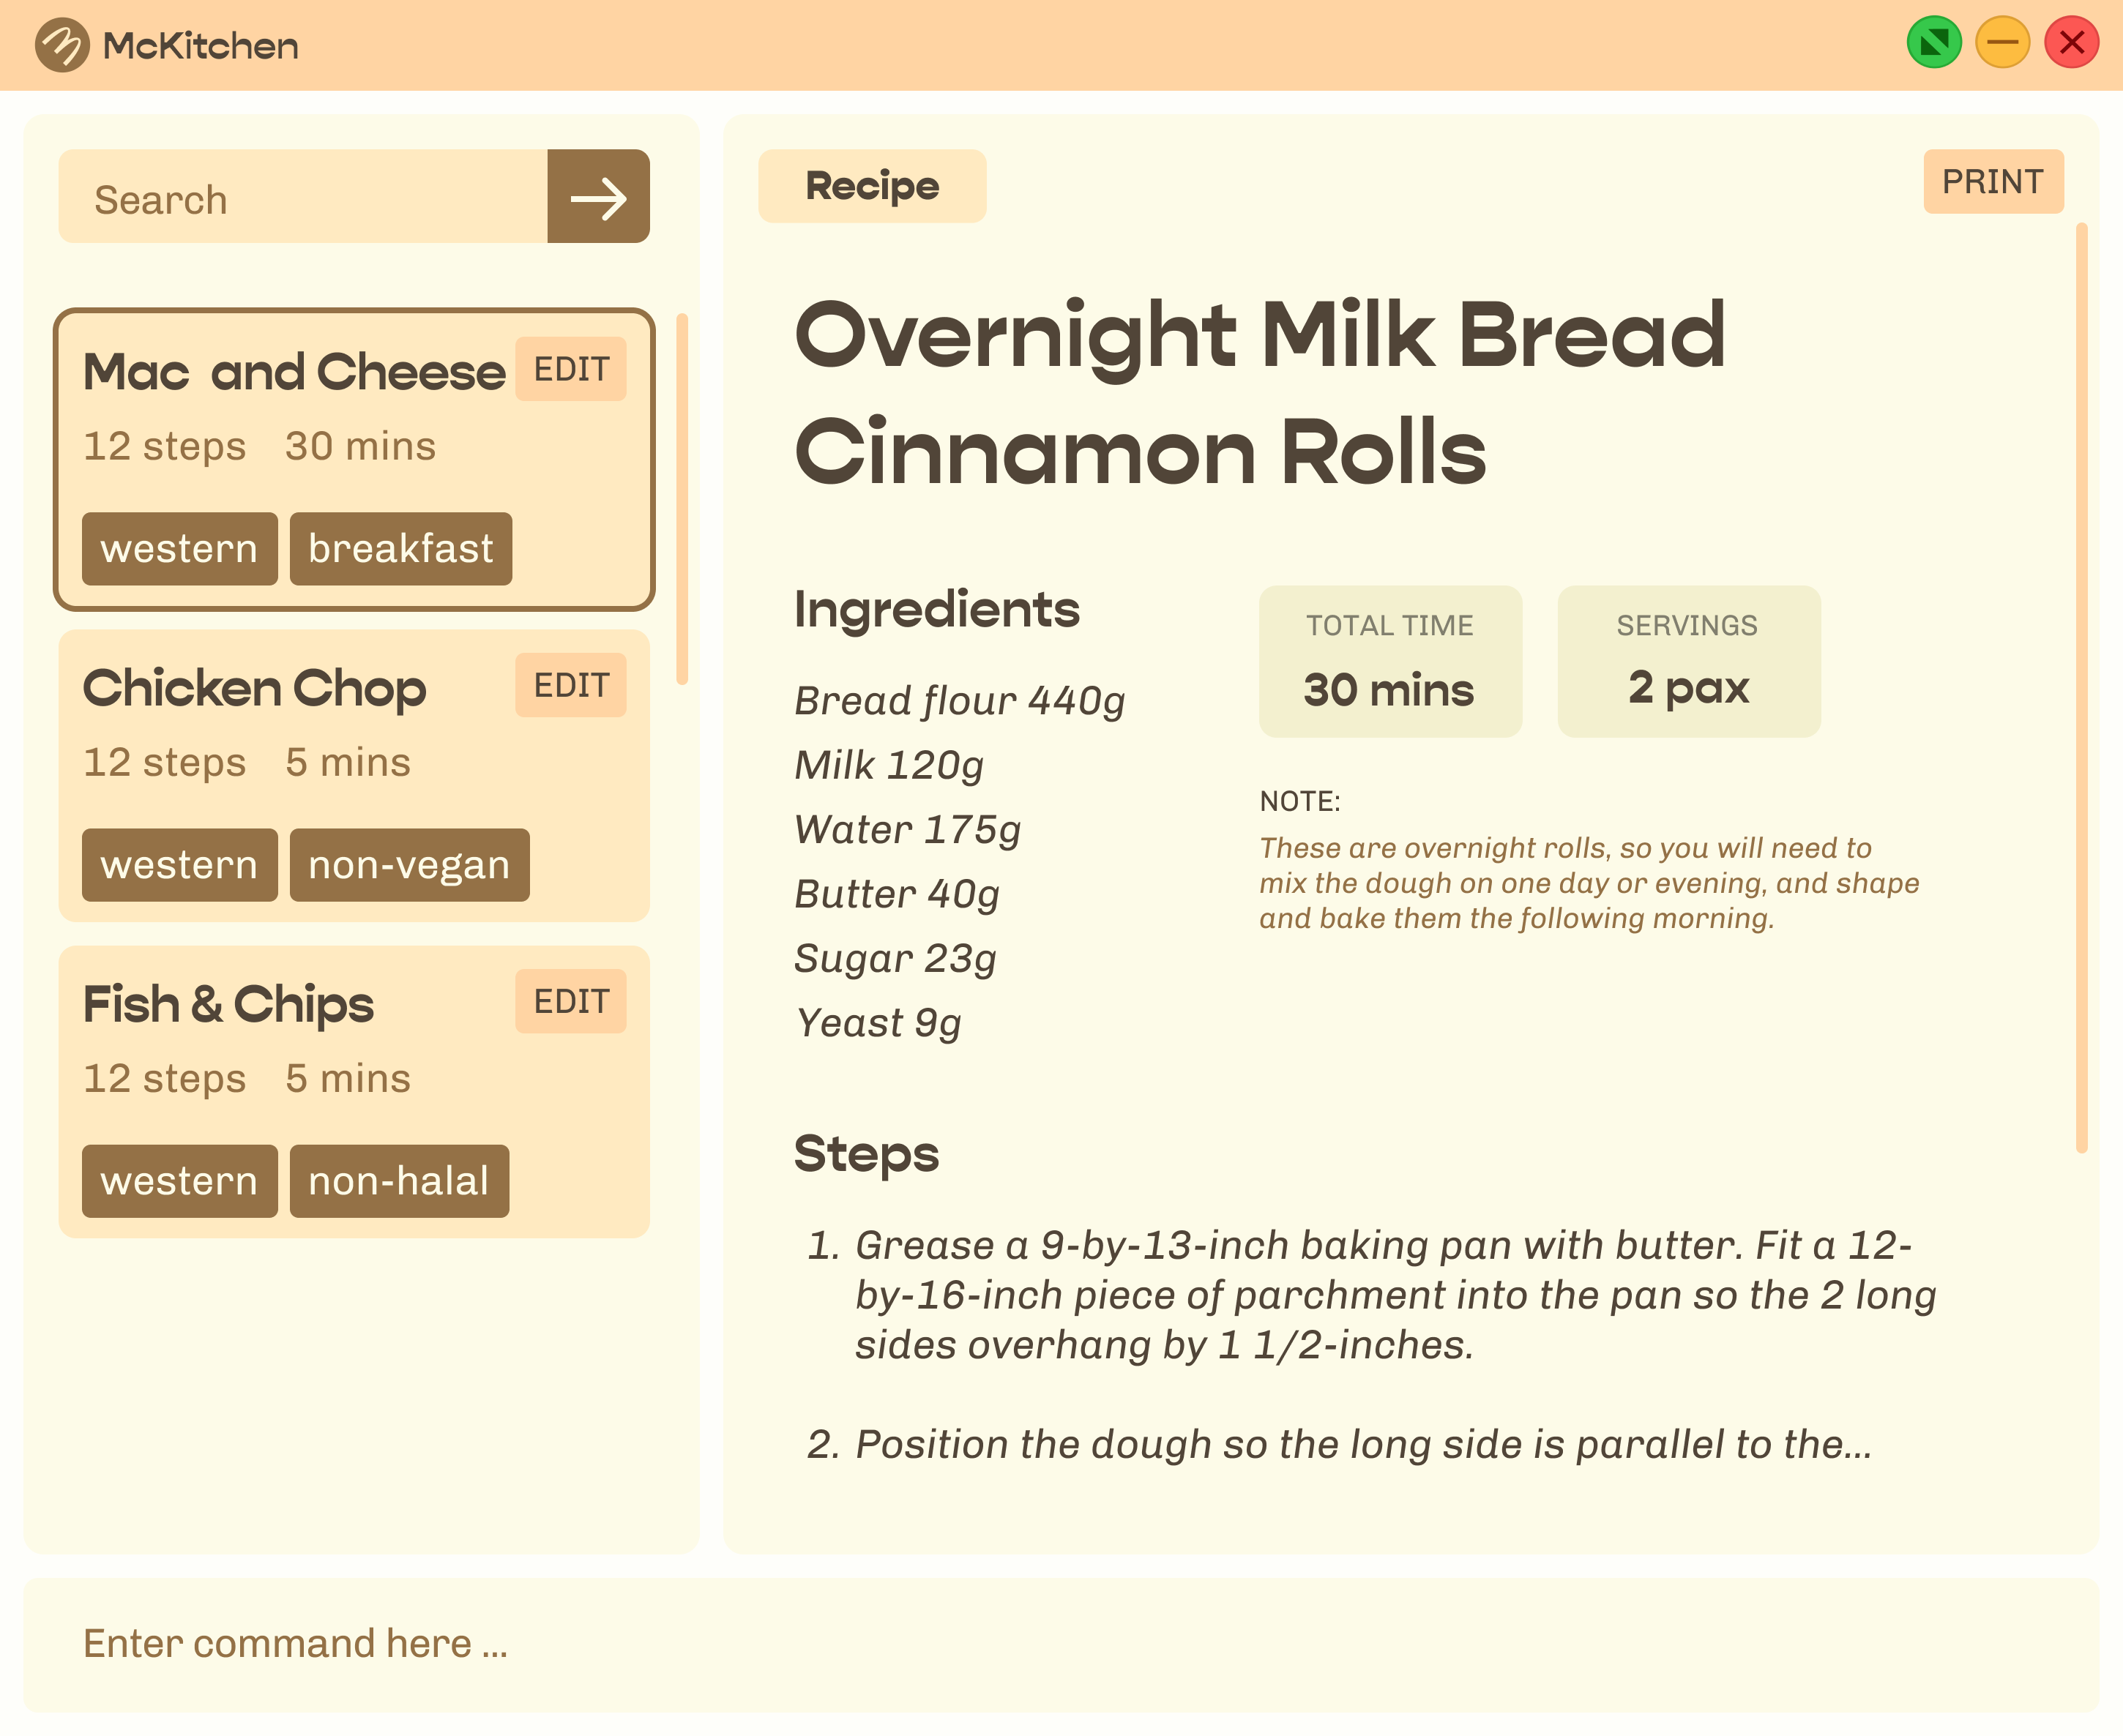 McKitchen
Search
Mac  and Cheese
EDIT
12 steps 30 mins
western breakfast
Chicken Chop
EDIT
12 steps 5 mins
western non-vegan
Fish & Chips
EDIT
12 steps 5 mins
western non-halal
Recipe
PRINT
Overnight Milk Bread
Cinnamon Rolls
Ingredients
Bread flour 440g
Milk 120g
Water 175g
Butter 40g
Sugar 23g
Yeast 9g
TOTAL TIME
30 mins
SERVINGS
2 pax
NOTE:
These are overnight rolls, so you will need to
mix the dough on one day or evening, and shape
and bake them the following morning.
Steps
1. Grease a 9-by-13-inch baking pan with butter. Fit a 12-
by-16-inch piece of parchment into the pan so the 2 long
sides overhang by 1 1/2-inches.
2. Position the dough so the long side is parallel to the...
Enter command here ...